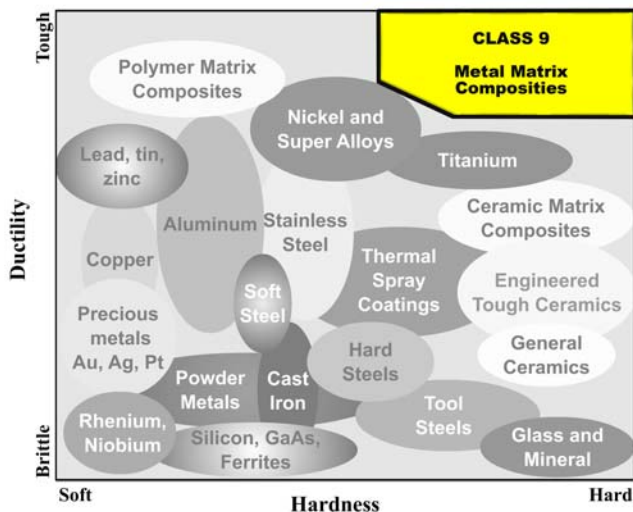 Tough
CLASS 9
Metal Matrix
Composities
Polymer Matrix
Composites
Nickel and
Super Alloys
Lead, tin,
zinc
Titanium
Ceramic Matrix
Composites
Aluminum
Stainless
Steel
Ductility
Copper
Thermal
Spray
Coatings
Engineered
Tough Ceramics
Soft
Steel
Precious
metals
Au, Ag, Pt
Hard
Steels
General
Ceramics
Powder
Metals
Cast
Iron
Rhenium,
Niobium
Silicon, GaAs,
Ferrites
Tool
Steels
Glass and
Mineral
Brittle
Soft
Hardness
Hard